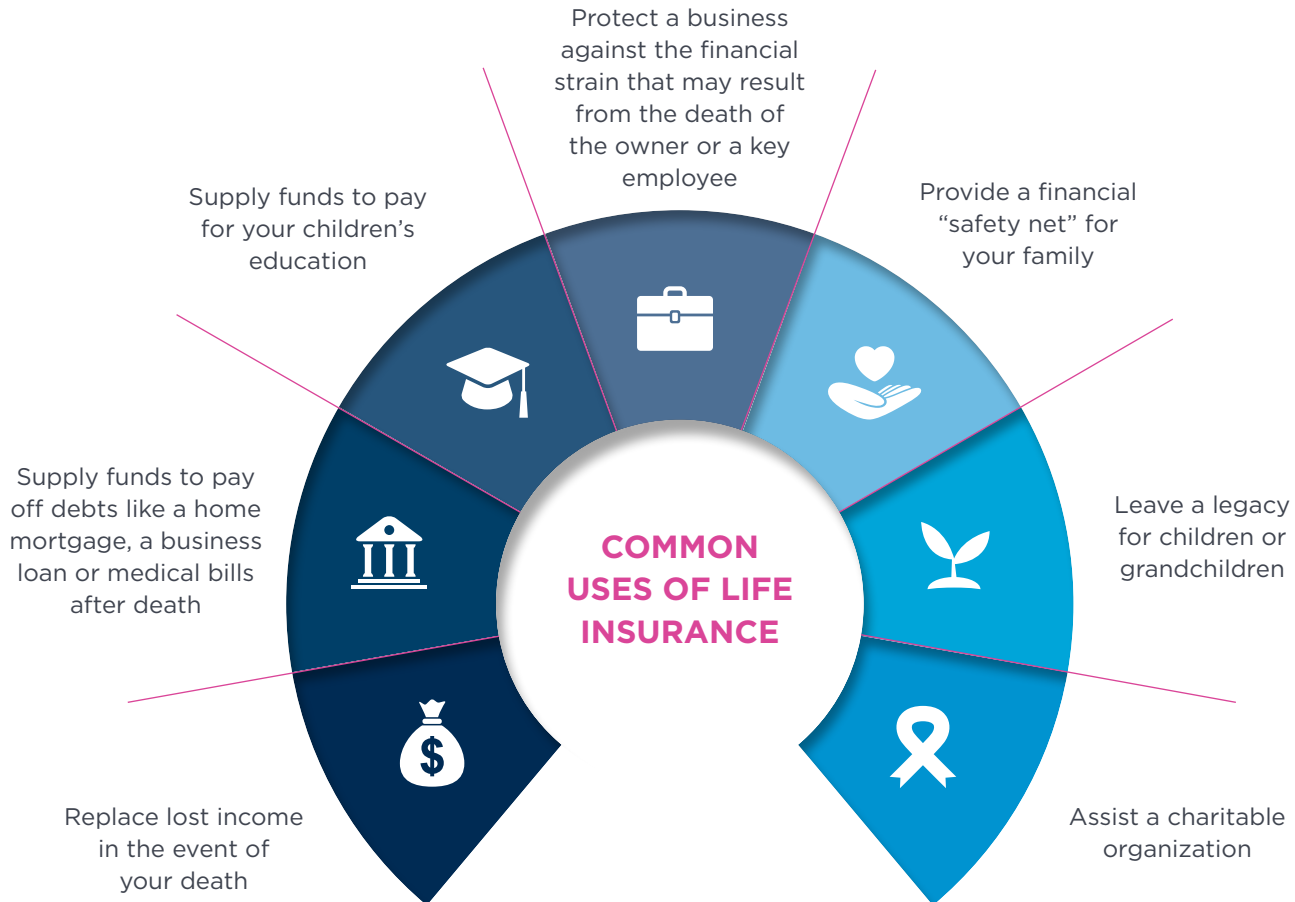 Protect a business
against the financial
strain that may result
from the death of
the owner or a key
employee
Supply funds to pay
for your children’s
education
Provide a financial
“safety net” for
your family
Supply funds to pay
off debts like a home
mortgage, a business
loan or medical bills
after death
COMMON
USES OF LIFE
INSURANCE
Leave a legacy
for children or
grandchildren
$
Replace lost income
in the event of
your death
Assist a charitable
organization